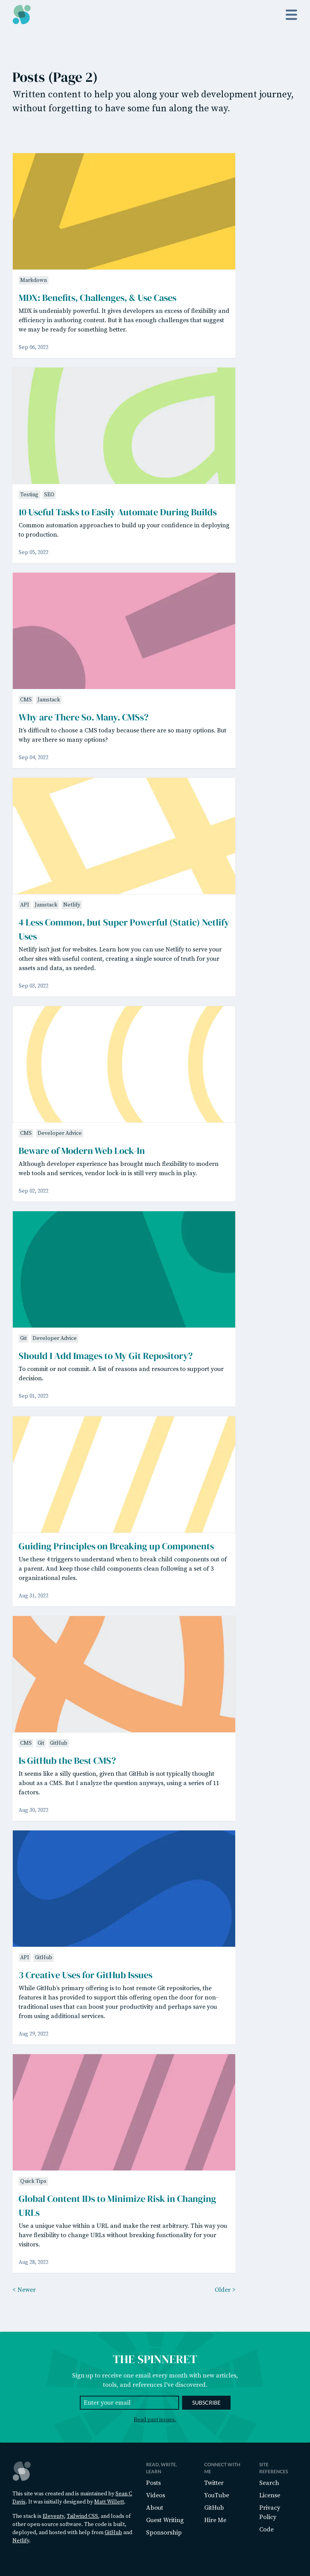 Posts (Page 2)
Written content to help you along your web development journey,
without forgetting to have some fun along the way.
Markdown
MDX: Benefits, Challenges, & Use Cases
MDX is undeniably powerful. It gives developers an excess of flexibility and
efficiency in authoring content. But it has enough challenges that suggest
we may be ready for something better.
Sep 06, 2022
Testing SEO
10 Useful Tasks to Easily Automate During Builds
Common automation approaches to build up your confidence in deploying
to production.
Sep 05, 2022
CMS Jamstack
Why are There So. Many. CMSs?
It's difficult to choose a CMS today because there are so many options. But
why are there so many options?
Sep 04, 2022
API Jamstack Netlify
4 Less Common, but Super Powerful (Static) Netlify
Uses
Netlify isn't just for websites. Learn how you can use Netlify to serve your
other sites with useful content, creating a single source of truth for your
assets and data, as needed.
Sep 03, 2022
CMS Developer Advice
Beware of Modern Web Lock-In
Although developer experience has brought much flexibility to modern
web tools and services, vendor lock-in is still very much in play.
Sep 02, 2022
Git Developer Advice
Should I Add Images to My Git Repository?
To commit or not commit. A list of reasons and resources to support your
decision.
Sep 01, 2022
Guiding Principles on Breaking up Components
Use these 4 triggers to understand when to break child components out of
a parent. And keep those child components clean following a set of 3
organizational rules.
Aug 31, 2022
CMS Git GitHub
Is GitHub the Best CMS?
It seems like a silly question, given that GitHub is not typically thought
about as a CMS. But I analyze the question anyways, using a series of 11
factors.
Aug 30, 2022
API GitHub
3 Creative Uses for GitHub Issues
While GitHub's primary offering is to host remote Git repositories, the
features it has provided to support this offering open the door for non-
traditional uses that can boost your productivity and perhaps save you
from using additional services.
Aug 29, 2022
Quick Tips
Global Content IDs to Minimize Risk in Changing
URLs
Use a unique value within a URL and make the rest arbitrary. This way you
have flexibility to change URLs without breaking functionality for your
visitors.
Aug 28, 2022
< Newer
Older >
THE SPINNERET
Sign up to receive one email every month with new articles,
tools, and references I've discovered.
Enter your email
SUBSCRIBE
Read past issues.
This site was created and is maintained by Sean C
Davis. It was initially designed by Matt Willett.
The stack is Eleventy, Tailwind CSS, and loads of
other open-source software. The code is built,
deployed, and hosted with help from GitHub and
Netlify.
READ, WRITE,
LEARN
Posts
Videos
About
Guest Writing
Sponsorship
CONNECT WITH
ME
Twitter
YouTube
GitHub
Hire Me
SITE
REFERENCES
Search
License
Privacy
Policy
Code